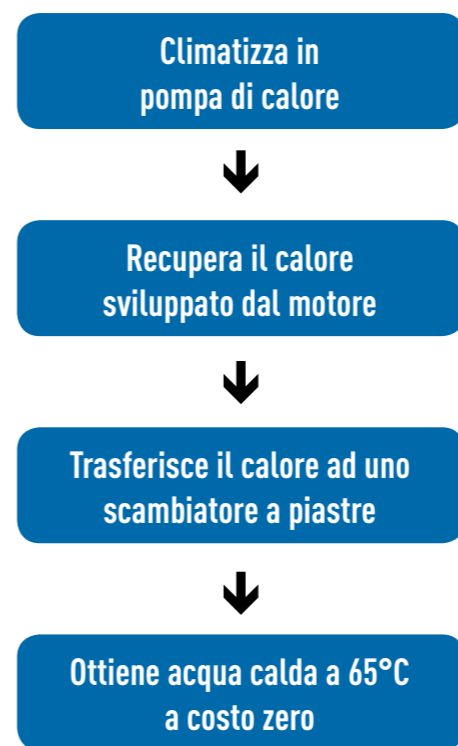 Climatizza in
pompa di calore
Recupera il calore
sviluppato dal motore
Trasferisce il calore ad uno
scambiatore a piastre
Ottiene acqua calda a 65°C
a costo zero